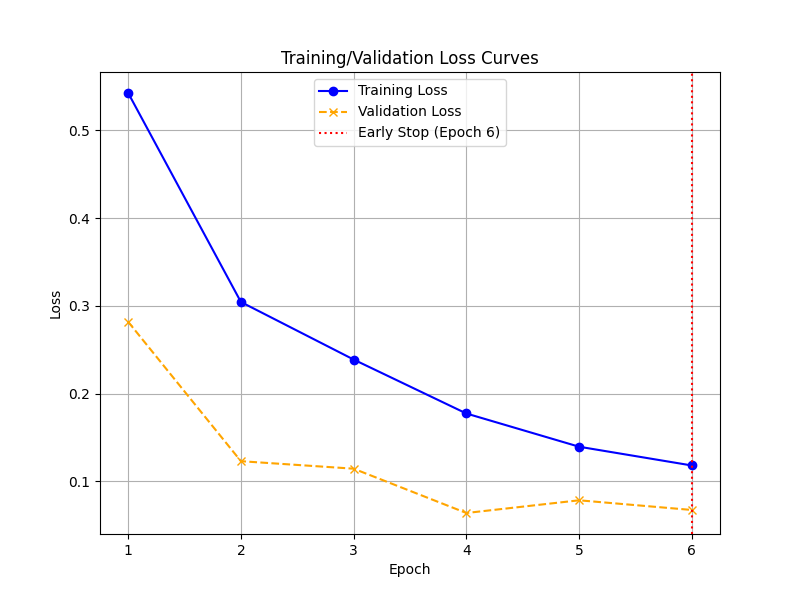 Training/Validation Loss Curves
Training Loss
Validation Loss
Early Stop (Epoch 6)
0.5
0.4
0.3
0.2
0.1
Loss
1 2 3 4 5 6
Epoch